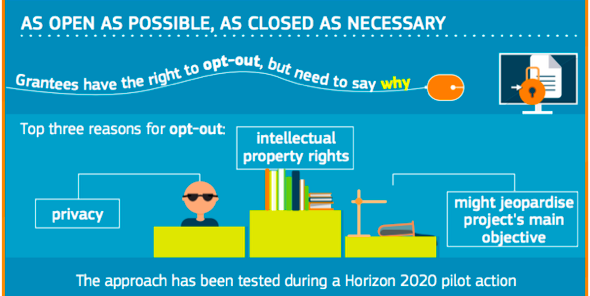 AS OPEN AS POSSIBLE, AS CLOSED AS NECESSARY
Grantees have the right to opt-out, but need to say why
Top three reasons for opt-out:
intellectual
property rights
privacy
might jeopardise
project's main
objective
The approach has been tested during a Horizon 2020 pilot action